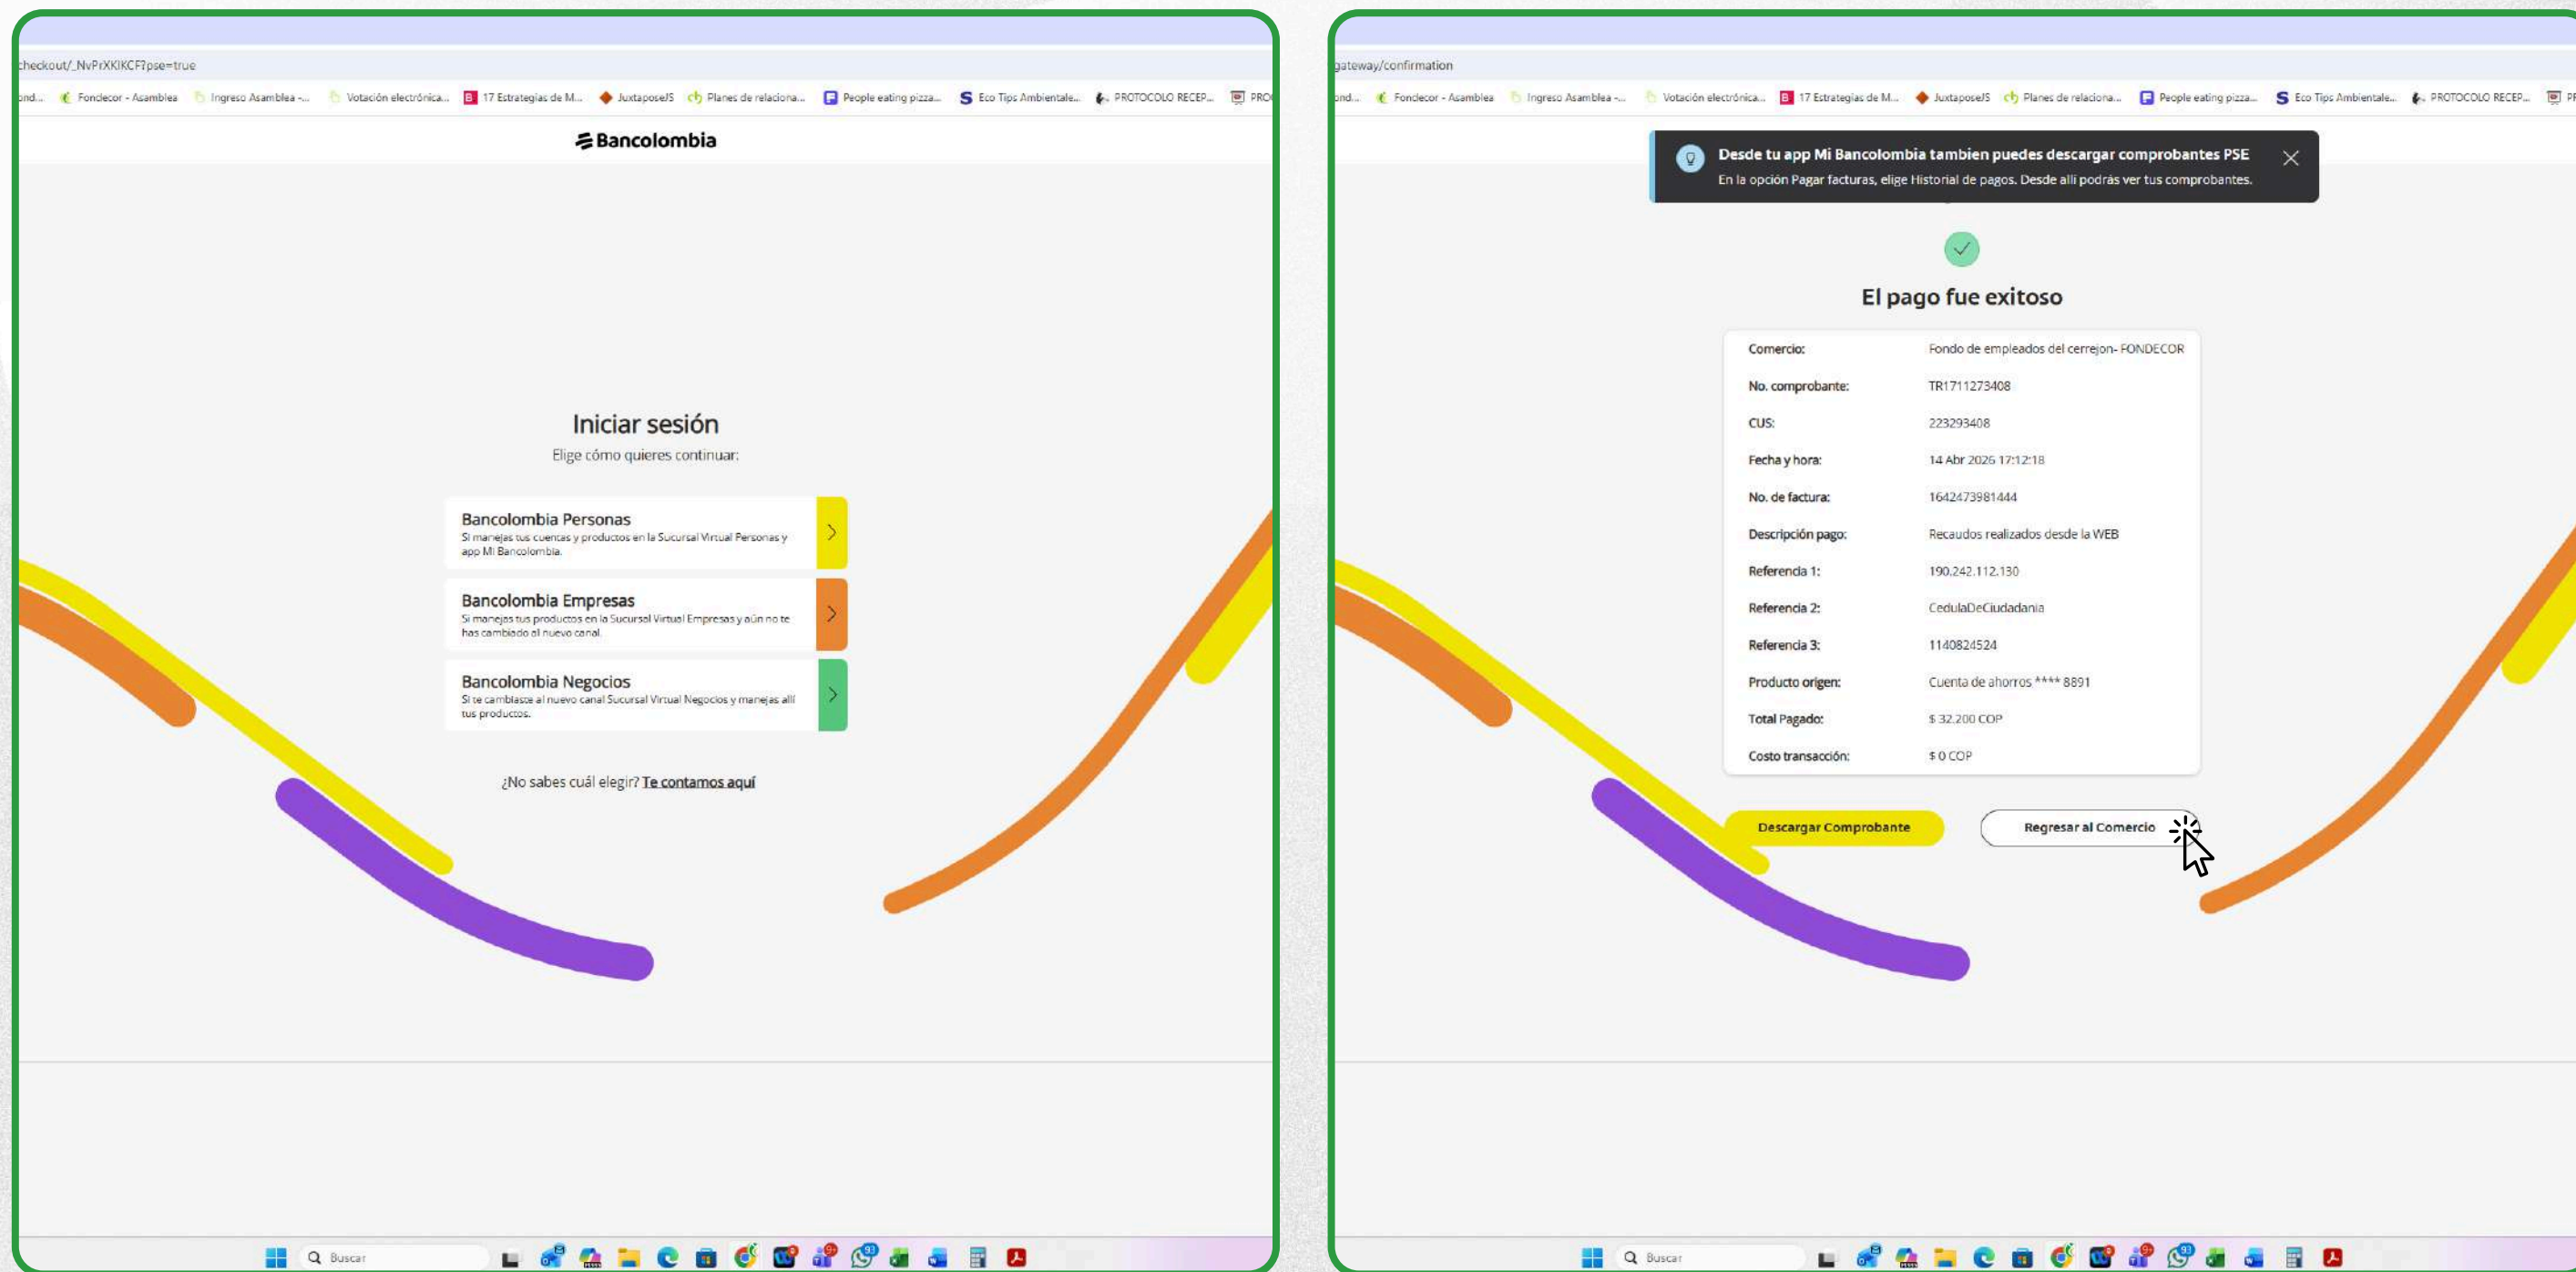 checkout/_NvPrXKlKCF?pse=true
ond... Fondecor - Asamblea Ingreso Asamblea -... Votación electrónica... 17 Estrategias de M... JuxtaposeJS Planes de relaciona... People eating pizza... Eco Tips Ambientale... PROTOCOLO RECEP...
Bancolombia
Iniciar sesión
Elige cómo quieres continuar:
Bancolombia Personas
Si manejas tus cuentas y productos en la Sucursal Virtual Personas y
app Mi Bancolombia.
Bancolombia Empresas
Si manejas tus productos en la Sucursal Virtual Empresas y aún no te
has cambiado al nuevo canal.
Bancolombia Negocios
Si te cambiaste al nuevo canal Sucursal Virtual Negocios y manejas allí
tus productos.
¿No sabes cuál elegir? Te contamos aquí
Buscar
gateway/confirmation
ond... Fondecor - Asamblea Ingreso Asamblea -... Votación electrónica... 17 Estrategias de M... JuxtaposeJS Planes de relaciona... People eating pizza... Eco Tips Ambientale... PROTOCOLO RECEP...
Desde tu app Mi Bancolombia tambien puedes descargar comprobantes PSE
En la opción Pagar facturas, elige Historial de pagos. Desde allí podrás ver tus comprobantes.
El pago fue exitoso
Comercio: Fondo de empleados del cerrejon- FONDECOR
No. comprobante: TR1711273408
CUS: 223293408
Fecha y hora: 14 Abr 2026 17:12:18
No. de factura: 1642473981444
Descripción pago: Recaudos realizados desde la WEB
Referencia 1: 190.242.112.130
Referencia 2: CedulaDeCiudadania
Referencia 3: 1140824524
Producto origen: Cuenta de ahorros **** 8891
Total Pagado: $ 32.200 COP
Costo transacción: $ 0 COP
Descargar Comprobante Regresar al Comercio
Buscar